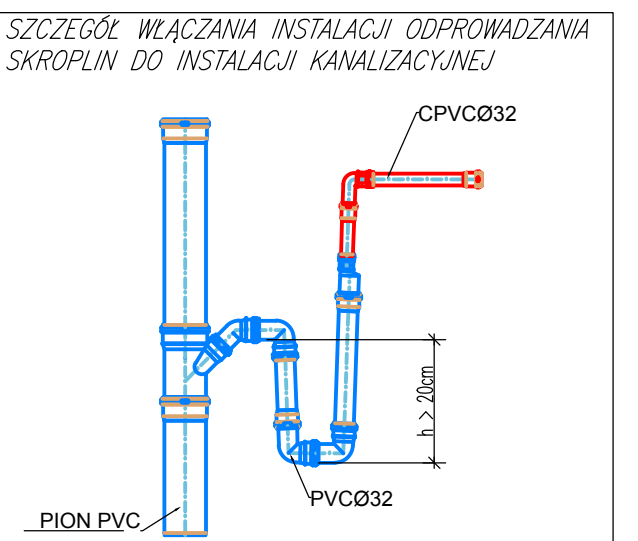 SZCZEGÓŁ WŁĄCZANIA INSTALACJI ODPROWADZANIA
SKROPLIN DO INSTALACJI KANALIZACYJNEJ
CPVCØ32
h > 20cm
PVCØ32
PION PVC